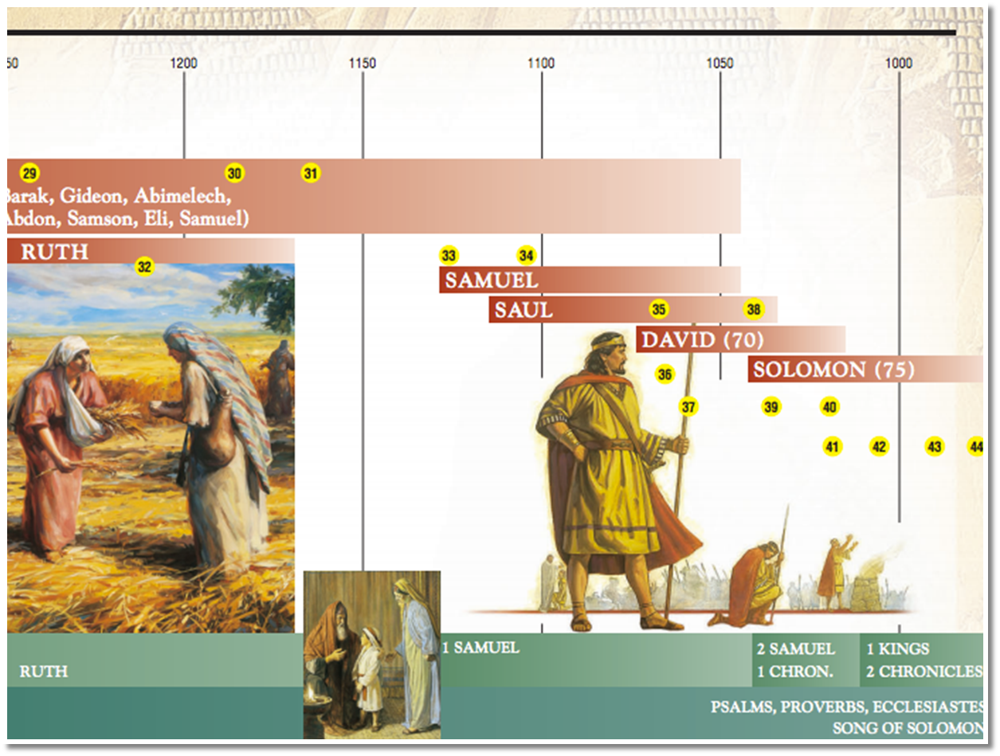 50 1200 1150 1100 1050 1000
29 30 31
Barak, Gideon, Abimelech,
Abdon, Samson, Eli, Samuel)
RUTH
32
33 34
SAMUEL
SAUL 35 38
DAVID (70)
SOLOMON (75)
36
37 39 40
41 42 43 44
1 SAMUEL
2 SAMUEL
1 CHRON.
1 KINGS
2 CHRONICLES
RUTH
PSALMS, PROVERBS, ECCLESIASTES
SONG OF SOLOMON